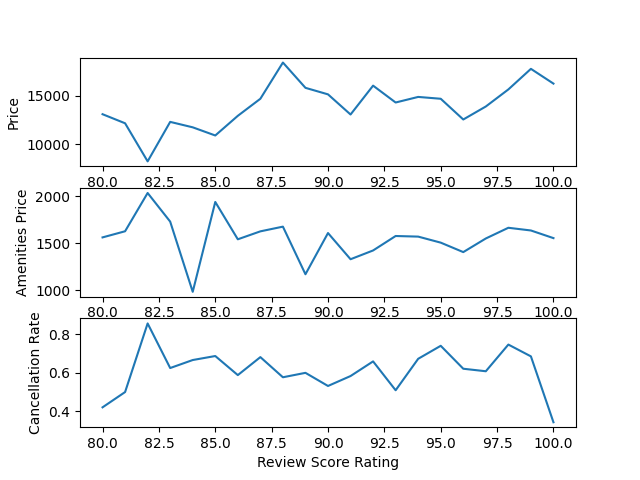 Price
15000
10000
80.0 82.5 85.0 87.5 90.0 92.5 95.0 97.5 100.0
Amenities Price
2000
1500
1000
80.0 82.5 85.0 87.5 90.0 92.5 95.0 97.5 100.0
Cancellation Rate
0.8
0.6
0.4
80.0 82.5 85.0 87.5 90.0 92.5 95.0 97.5 100.0
Review Score Rating